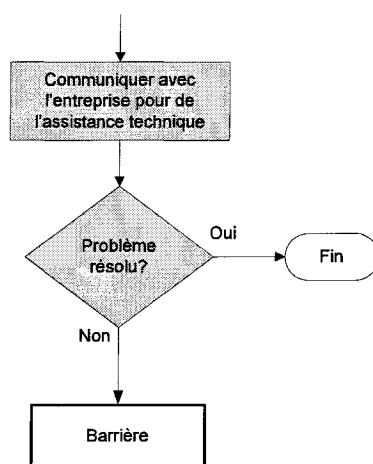 Communiquer avec
l'entreprise pour de
l'assistance technique
Problème
résolu?
Oui
Fin
Non
Barrière